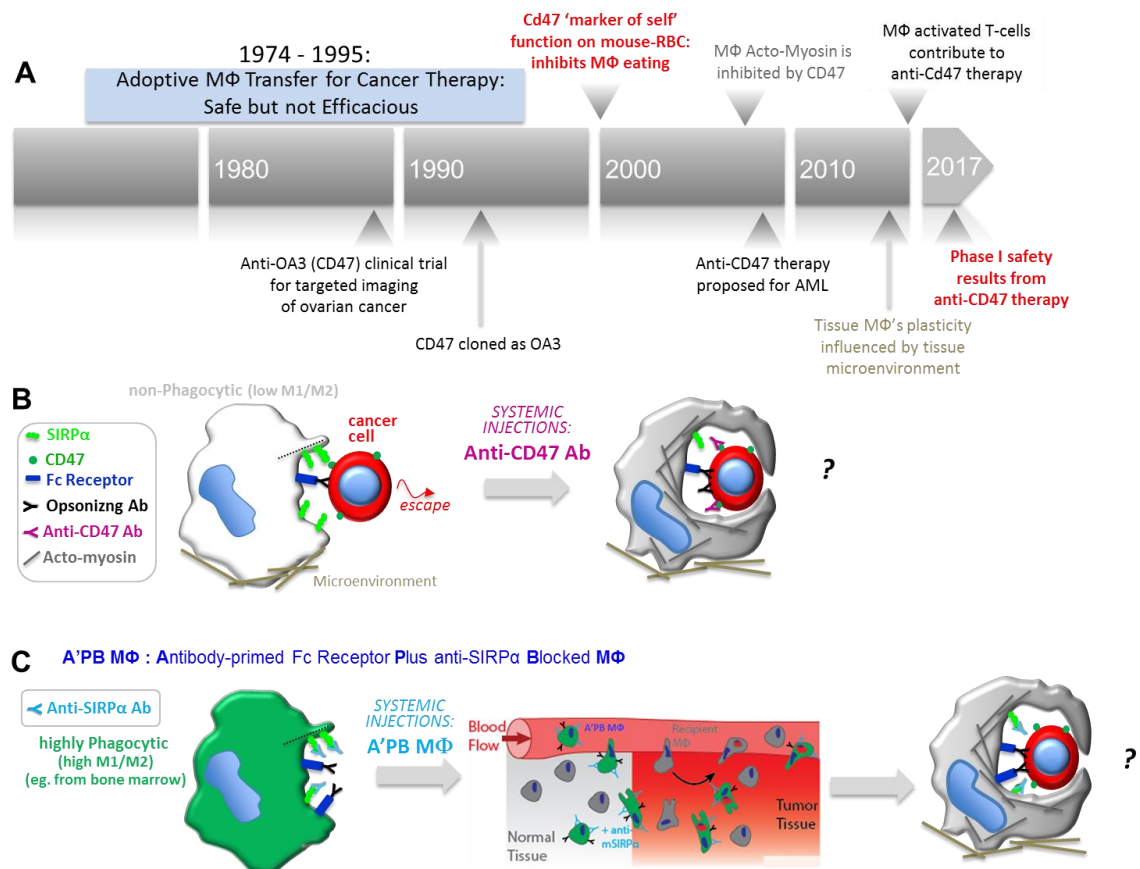 A
1974 - 1995:
Adoptive MΦ Transfer for Cancer Therapy:
Safe but not Efficacious
Cd47 ‘marker of self’
function on mouse-RBC:
inhibits MΦ eating
MΦ Acto-Myosin is
inhibited by CD47
MΦ activated T-cells
contribute to
anti-Cd47 therapy
1980
1990
2000
2010
2017
Anti-OA3 (CD47) clinical trial
for targeted imaging
of ovarian cancer
CD47 cloned as OA3
Anti-CD47 therapy
proposed for AML
Tissue MΦ’s plasticity
influenced by tissue
microenvironment
Phase I safety
results from
anti-CD47 therapy
B
non-Phagocytic (low M1/M2)
SIRPα
CD47
Fc Receptor
Opsonizng Ab
Anti-CD47 Ab
Acto-myosin
cancer
cell
escape
Microenvironment
SYSTEMIC
INJECTIONS:
Anti-CD47 Ab
?
C
A’PB MΦ : Antibody-primed Fc Receptor Plus anti-SIRPα Blocked MΦ
Anti-SIRPα Ab
highly Phagocytic
(high M1/M2)
(eg. from bone marrow)
SYSTEMIC
INJECTIONS:
A’PB MΦ
Blood
Flow
A’PB MΦ
Recipient
MΦ
Normal
Tissue
+ anti-
mSIRPα
Tumor
Tissue
?